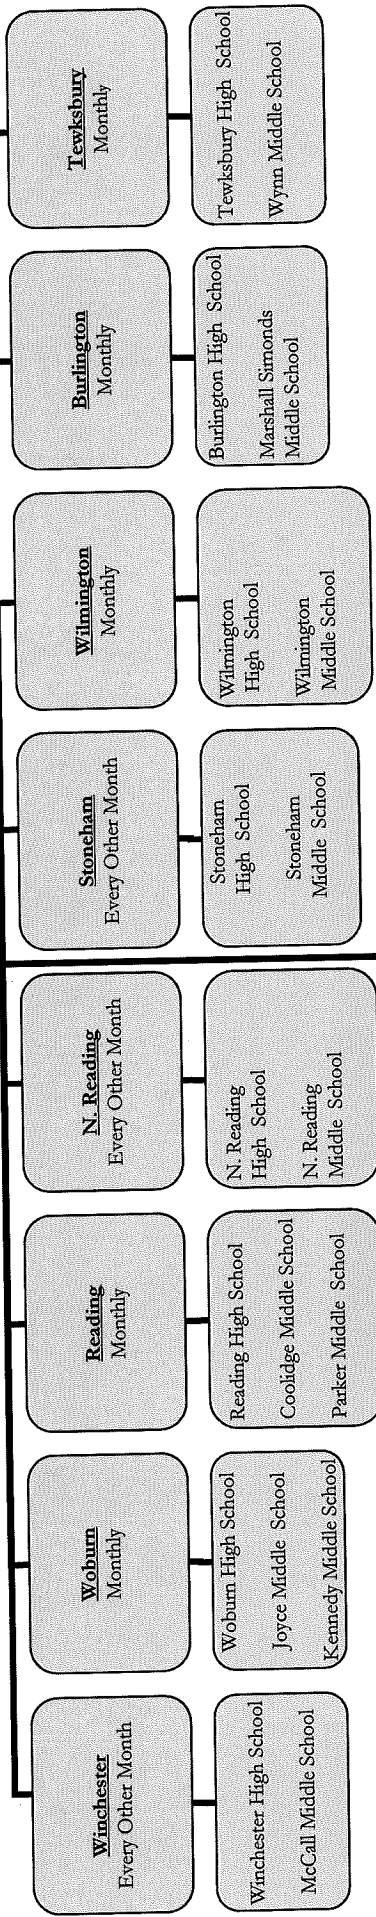 Winchester
Every Other Month
Winchester High School
McCall Middle School
Woburn
Monthly
Woburn High School
Joyce Middle School
Kennedy Middle School
Reading
Monthly
Reading High School
Coolidge Middle School
Parker Middle School
N. Reading
Every Other Month
N. Reading
High School
N. Reading
Middle School
Stoneham
Every Other Month
Stoneham
High School
Stoneham
Middle School
Wilmington
Monthly
Wilmington
High School
Wilmington
Middle School
Burlington
Monthly
Burlington High School
Marshall Simonds
Middle School
Tewksbury
Monthly
Tewksbury High School
Wynn Middle School